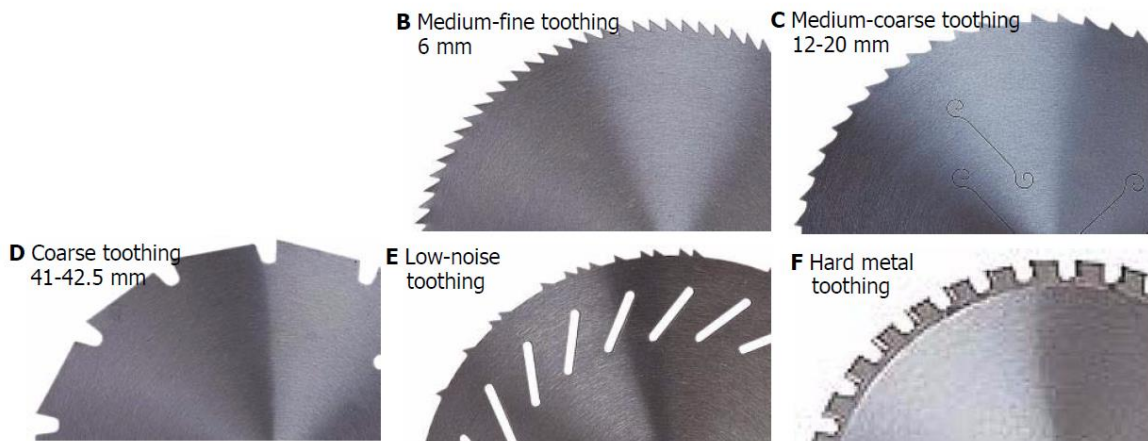 B Medium-fine toothing
6 mm
C Medium-coarse toothing
12-20 mm
D Coarse toothing
41-42.5 mm
E Low-noise
toothing
F Hard metal
toothing